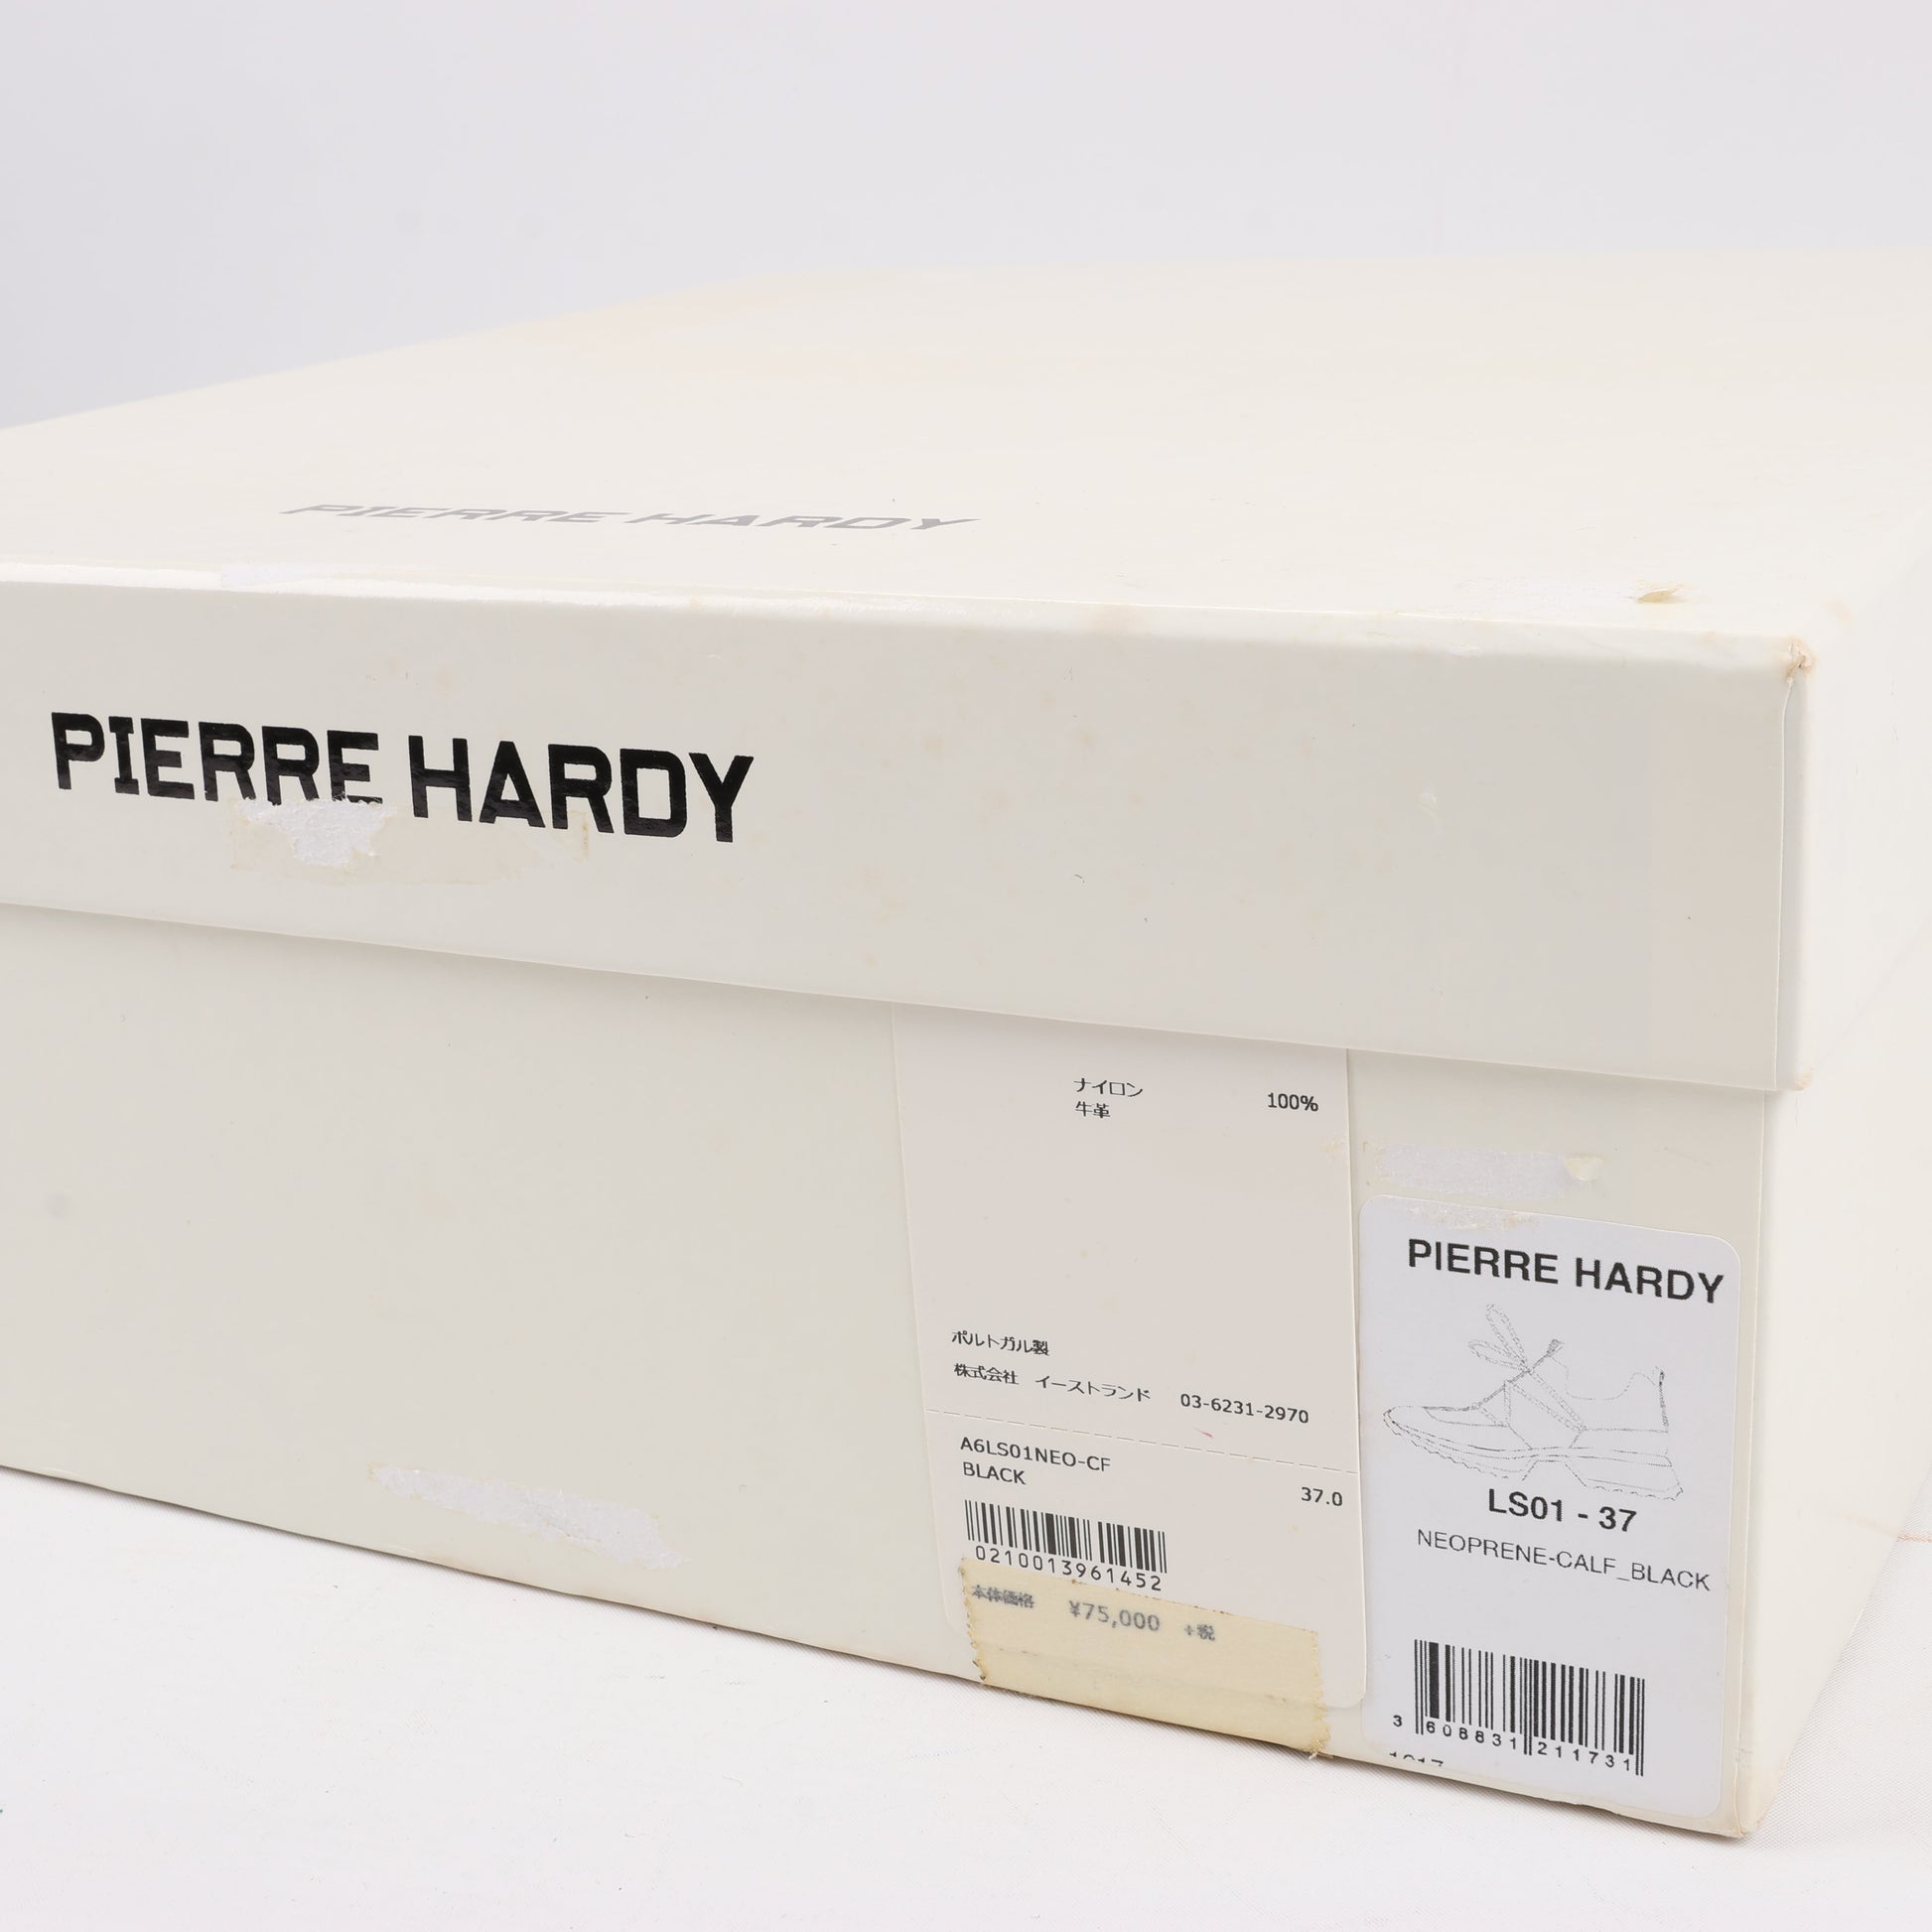 PIERRE HARDY
PIERRE HARDY
ナイロン 100%
牛革
ポルトガル製
株式会社 イーストランド 03-6231-2970
A6LS01NEO-CF
BLACK 37.0
0210013961452
本体価格 ¥75,000 +税
PIERRE HARDY
LS01 - 37
NEOPRENE-CALF_BLACK
3 608831 211731